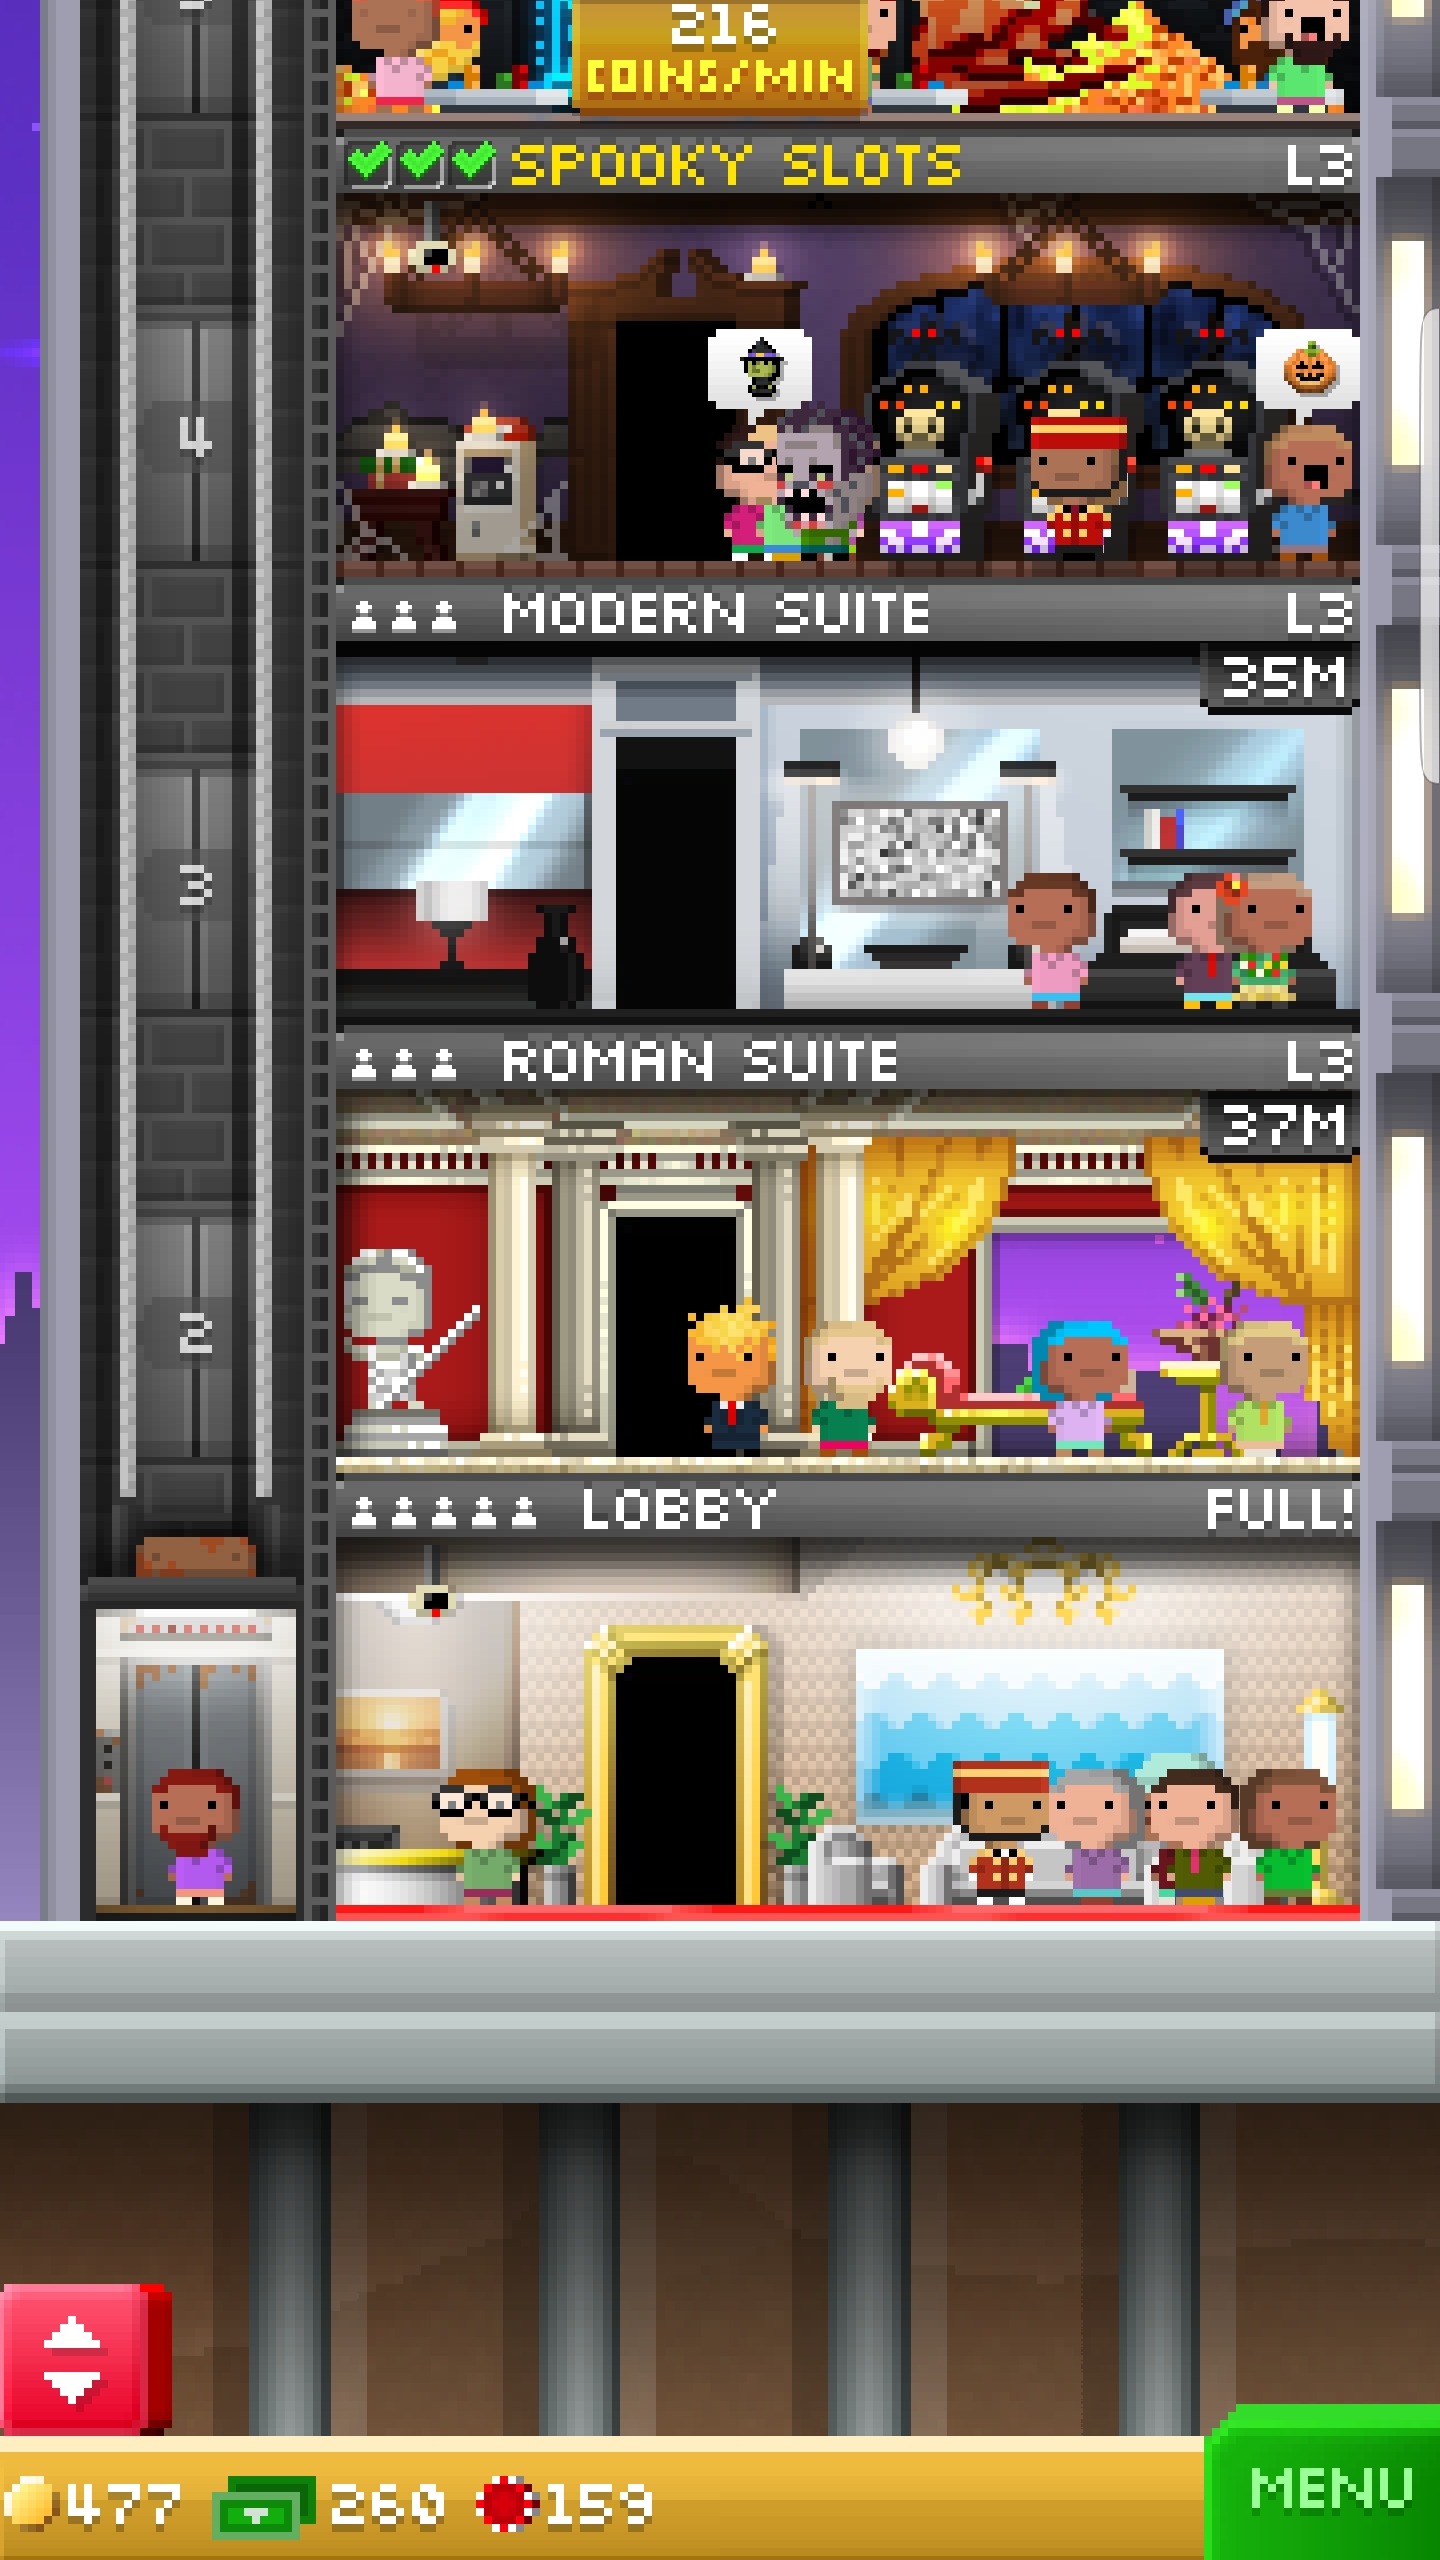 216
COINS/MIN
SPOOKY SLOTS L3
4
MODERN SUITE L3
35M
3
ROMAN SUITE L3
37M
2
LOBBY FULL!
477 260 159
MENU